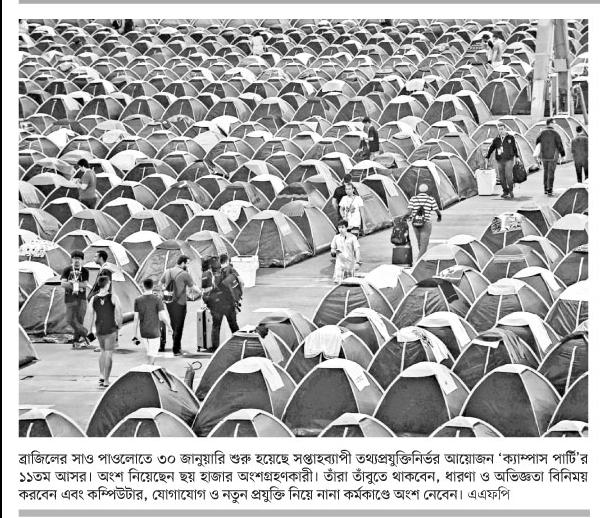 ব্রাজিলের সাও পাওলোতে ৩০ জানুয়ারি শুরু হয়েছে সপ্তাহব্যাপী তথ্যপ্রযুক্তিনির্ভর আয়োজন ‘ক্যাম্পাস পার্টি’র
১১তম আসর। অংশ নিয়েছেন ছয় হাজার অংশগ্রহণকারী। তাঁরা তাঁবুতে থাকবেন, ধারণা ও অভিজ্ঞতা বিনিময়
করবেন এবং কম্পিউটার, যোগাযোগ ও নতুন প্রযুক্তি নিয়ে নানা কর্মকাণ্ডে অংশ নেবেন। এএফপি